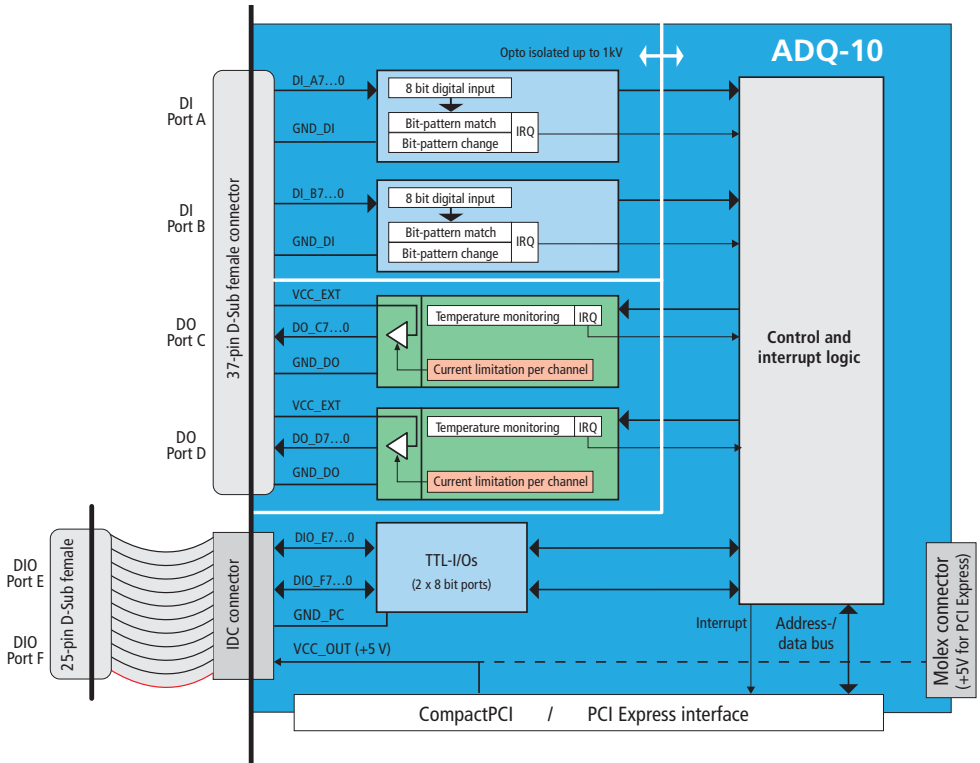 Opto isolated up to 1kV
ADQ-10
DI
Port A
DI_A7...0
GND_DI
8 bit digital input
Bit-pattern match
Bit-pattern change
IRQ
DI
Port B
DI_B7...0
GND_DI
8 bit digital input
Bit-pattern match
Bit-pattern change
IRQ
37-pin D-Sub female connector
DO
Port C
VCC_EXT
DO_C7...0
GND_DO
Temperature monitoring
IRQ
Current limitation per channel
Control and
interrupt logic
DO
Port D
VCC_EXT
DO_D7...0
GND_DO
Temperature monitoring
IRQ
Current limitation per channel
DIO
Port E
DIO
Port F
25-pin D-Sub female
IDC connector
DIO_E7...0
DIO_F7...0
GND_PC
VCC_OUT (+5 V)
TTL-I/Os
(2 x 8 bit ports)
Interrupt
Address-/
data bus
Molex connector
(+5V for PCI Express)
CompactPCI / PCI Express interface